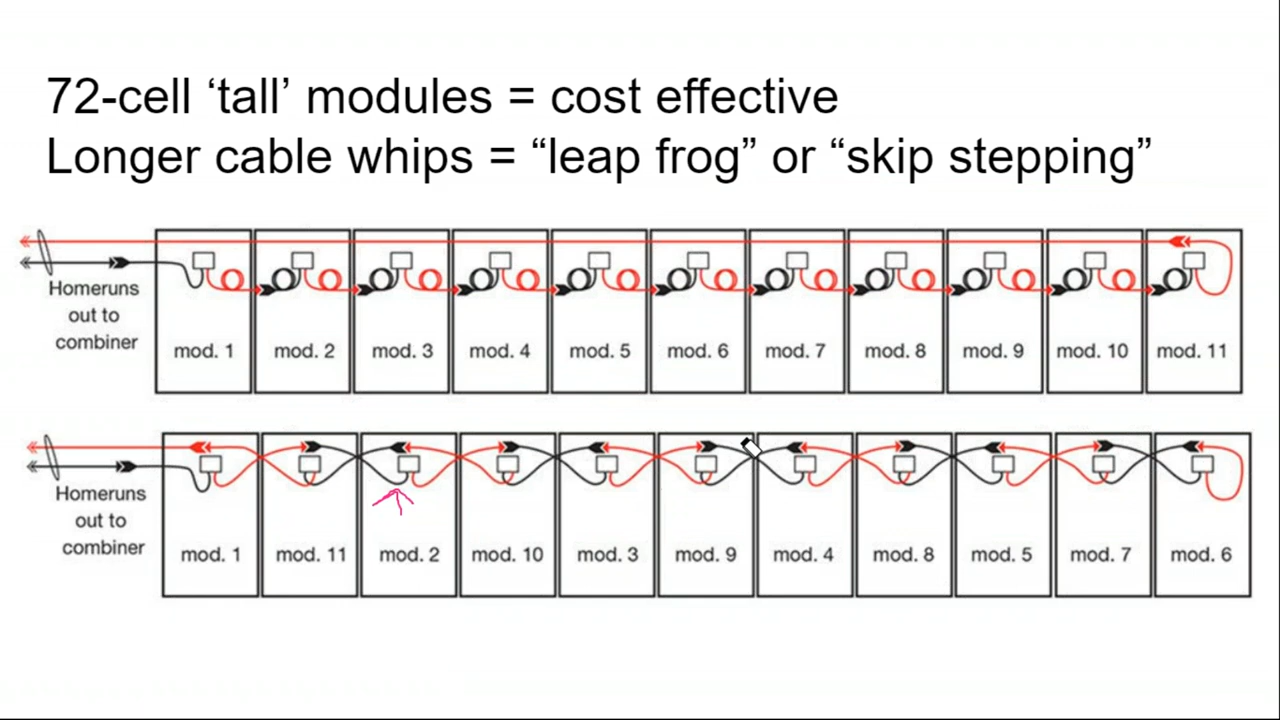 72-cell ‘tall’ modules = cost effective
Longer cable whips = “leap frog” or “skip stepping”
Homeruns
out to
combiner
mod. 1 mod. 2 mod. 3 mod. 4 mod. 5 mod. 6 mod. 7 mod. 8 mod. 9 mod. 10 mod. 11
Homeruns
out to
combiner
mod. 1 mod. 11 mod. 2 mod. 10 mod. 3 mod. 9 mod. 4 mod. 8 mod. 5 mod. 7 mod. 6